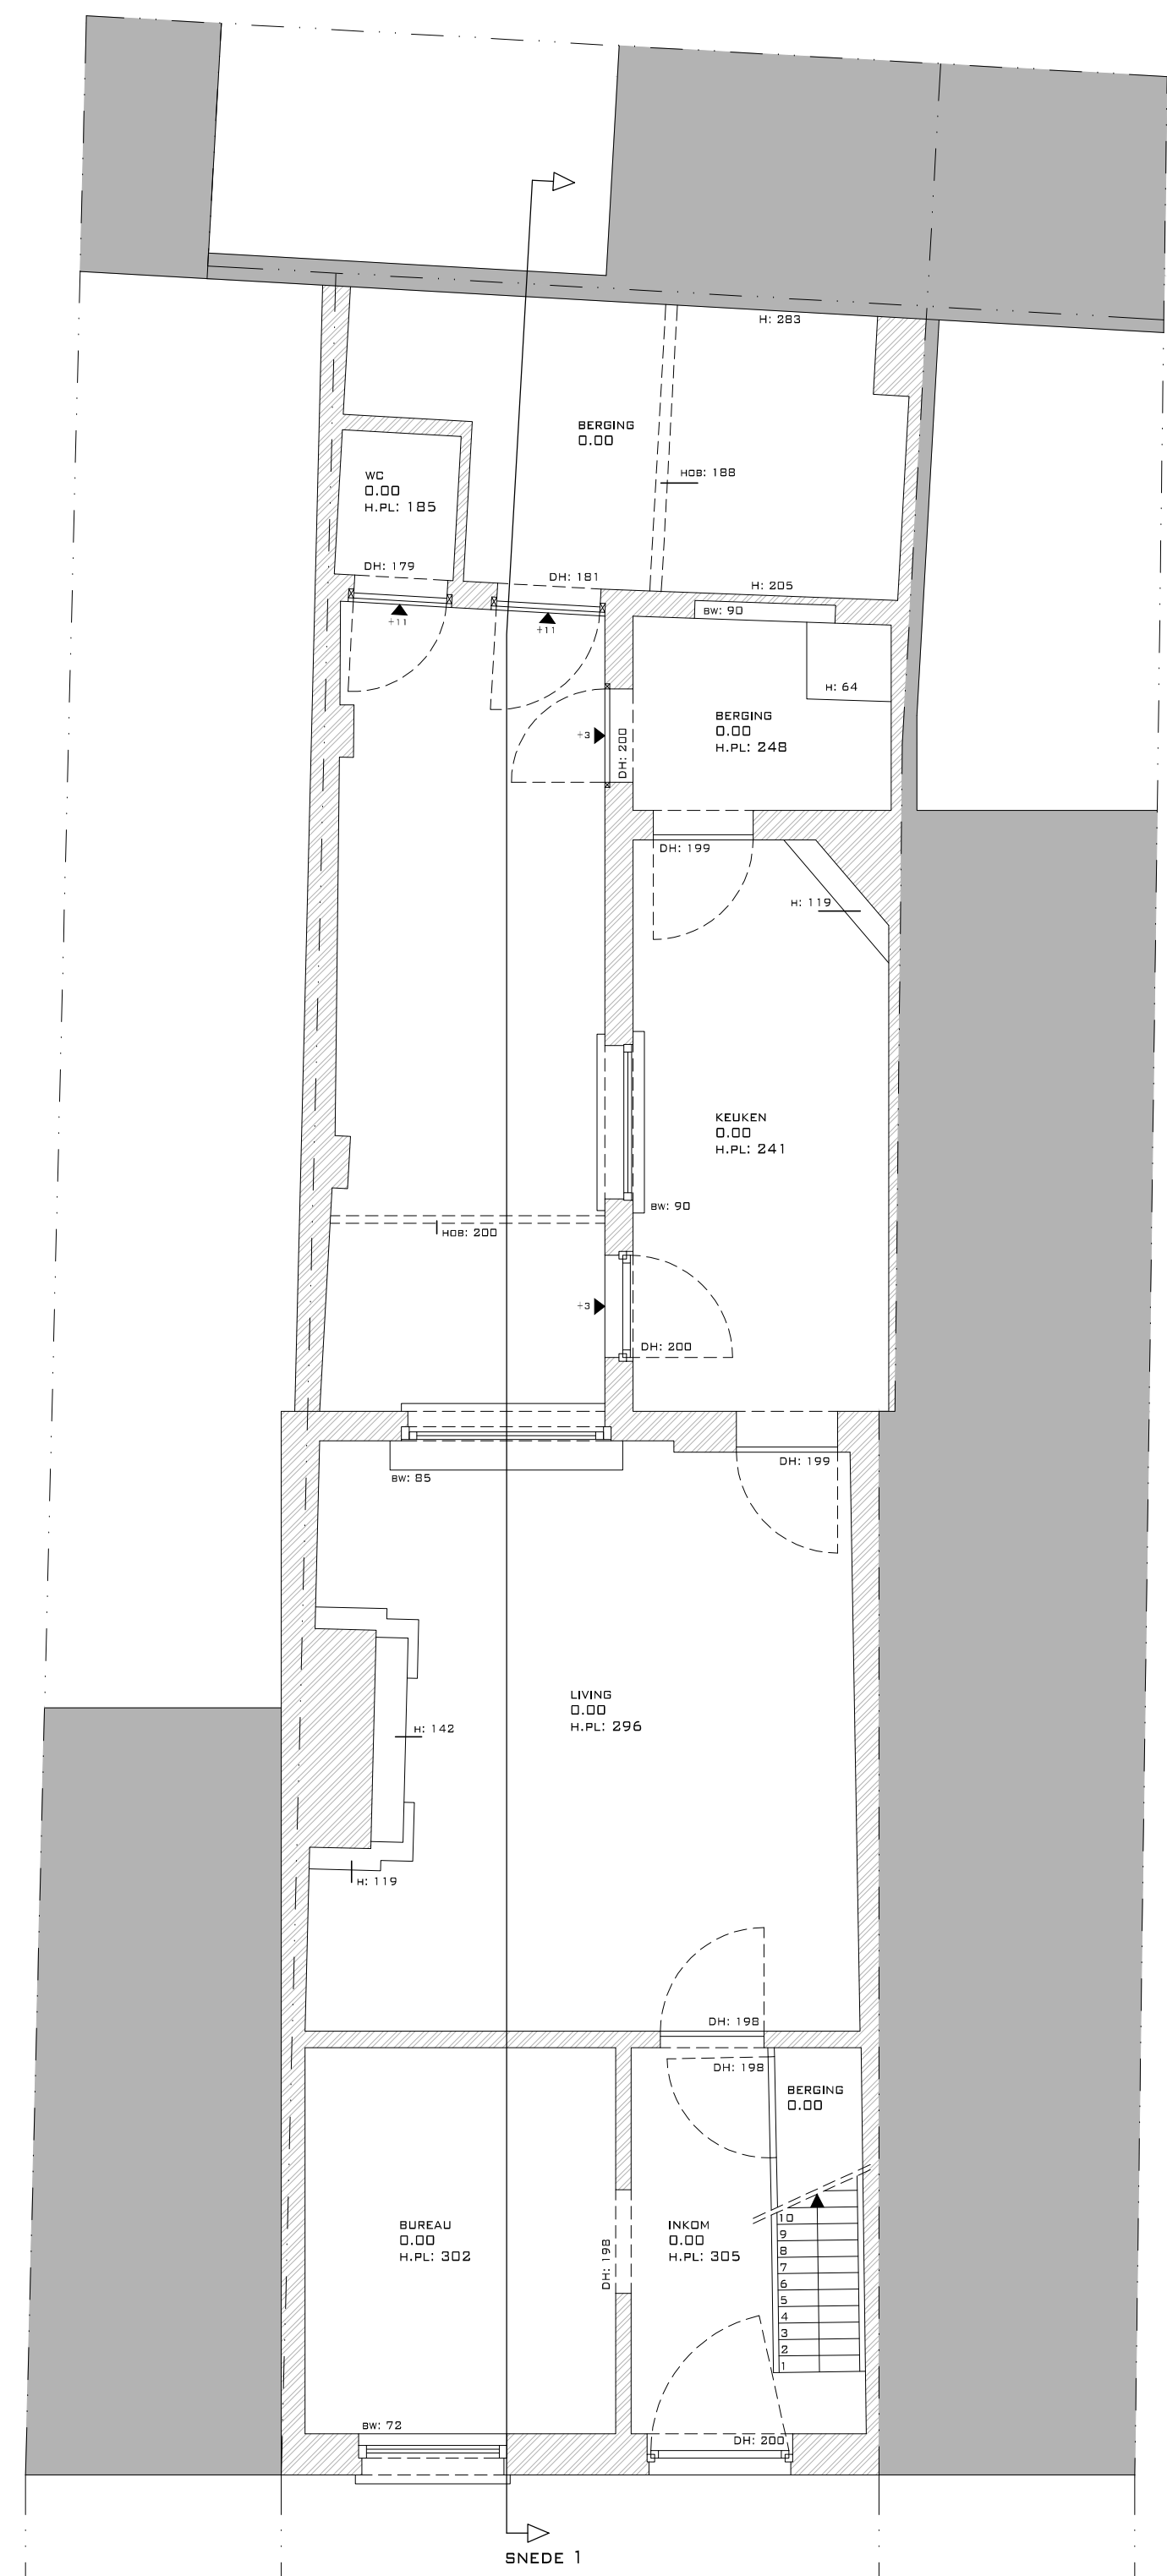 H: 283
BERGING
0.00
HOB: 188
WC
0.00
H.PL: 185
DH: 179
DH: 181
H: 205
BW: 90
+11
+11
H: 64
BERGING
0.00
H.PL: 248
+3
DH: 200
DH: 199
H: 119
KEUKEN
0.00
H.PL: 241
BW: 90
HOB: 200
+3
DH: 200
BW: 85
DH: 199
LIVING
0.00
H.PL: 296
H: 142
H: 119
DH: 198
DH: 198
BERGING
0.00
BUREAU
0.00
H.PL: 302
DH: 198
INKOM
0.00
H.PL: 305
10
9
8
7
6
5
4
3
2
1
BW: 72
DH: 200
SNEDE 1